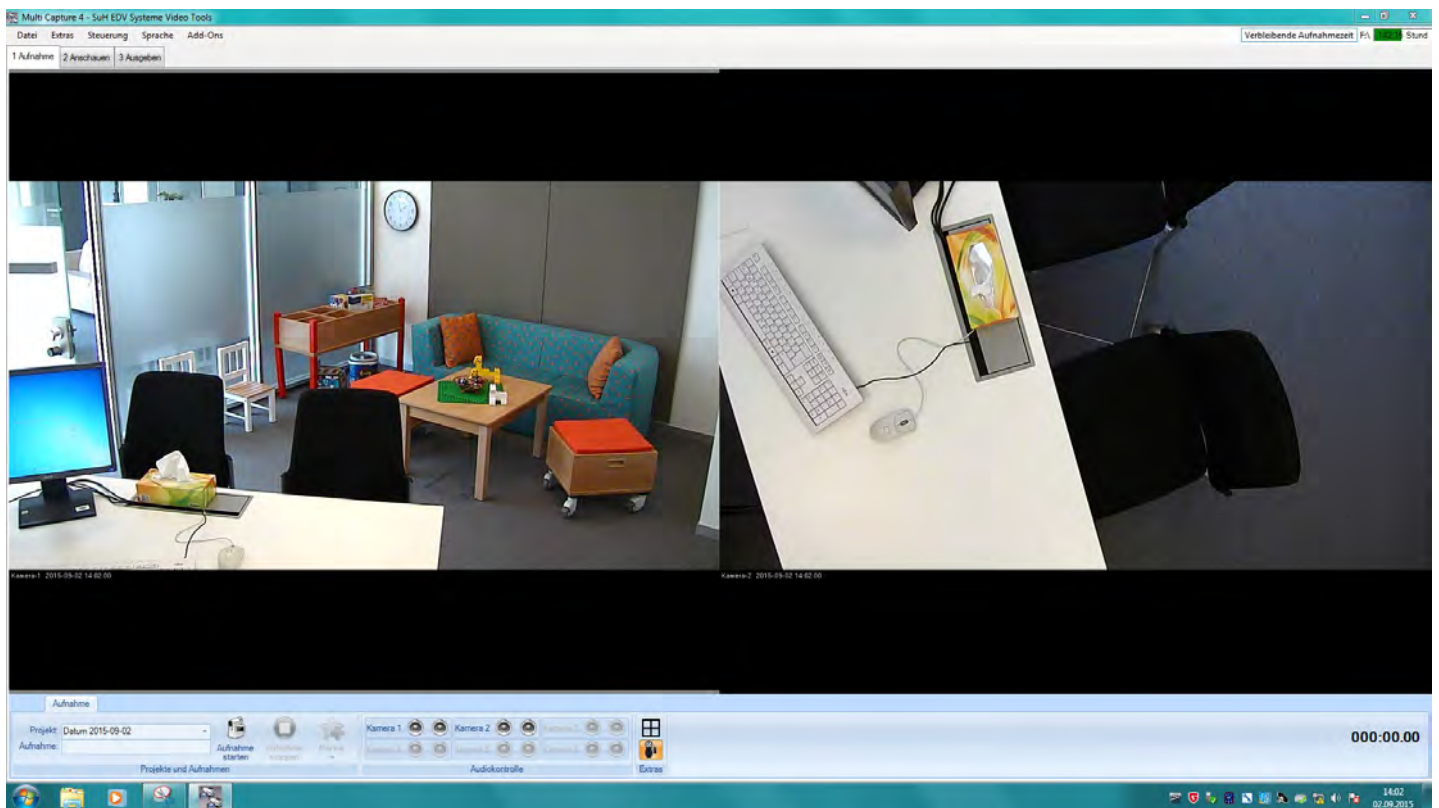 Multi Capture 4 - SuH EDV Systeme Video Tools
Datei Extras Steuerung Sprache Add-Ons
Verbleibende Aufnahmezeit F:\ Stund
1 Aufnahme 2 Anschauen 3 Ausgeben
Kamera-1 2015-09-02 14:02:00
Kamera-2 2015-09-02 14:02:00
Aufnahme
Projekt: Datum 2015-09-02
Aufnahme:
Aufnahme starten
Kamera 1 Kamera 2
Projekte und Aufnahmen
Audiokontrolle
Extras
000:00.00
14:02
02.09.2015